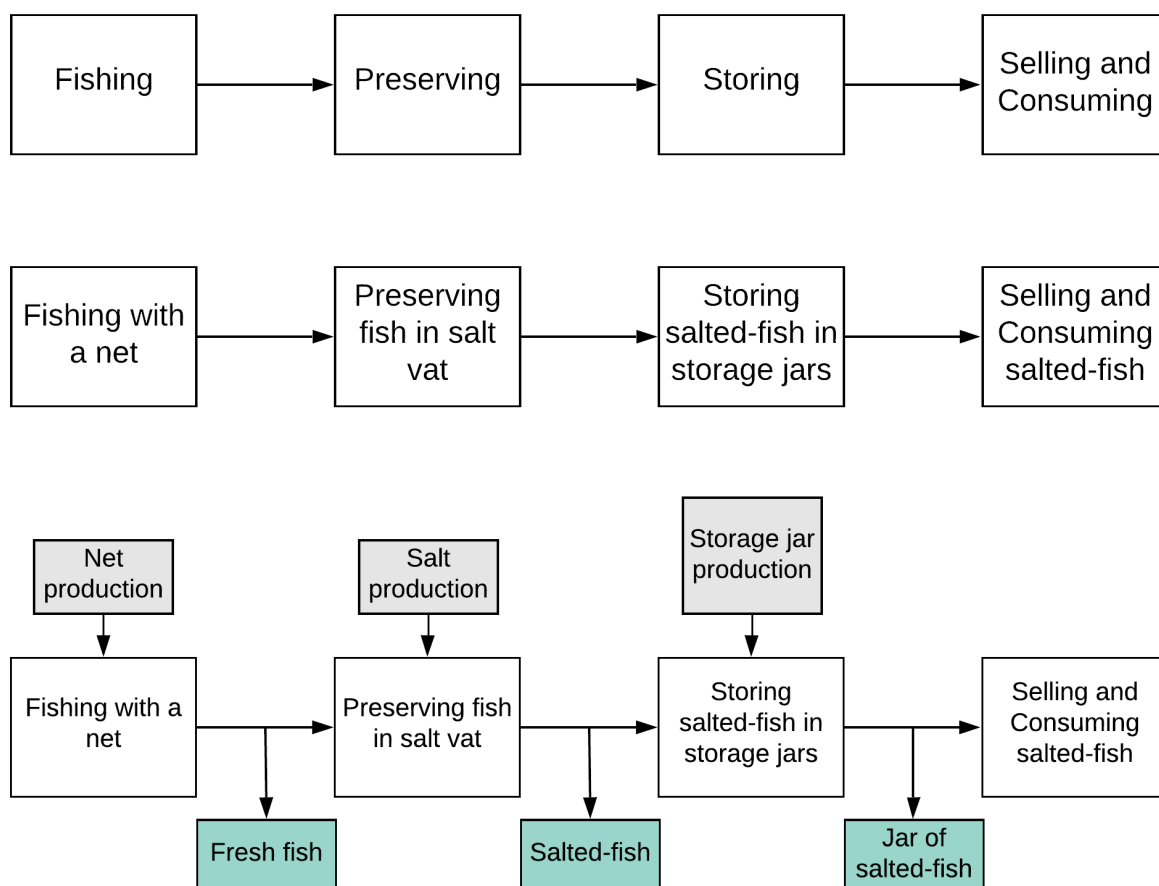 Fishing
Preserving
Storing
Selling and
Consuming
Fishing with
a net
Preserving
fish in salt
vat
Storing
salted-fish in
storage jars
Selling and
Consuming
salted-fish
Net
production
Salt
production
Storage jar
production
Fishing with a
net
Preserving fish
in salt vat
Storing
salted-fish in
storage jars
Selling and
Consuming
salted-fish
Fresh fish
Salted-fish
Jar of
salted-fish